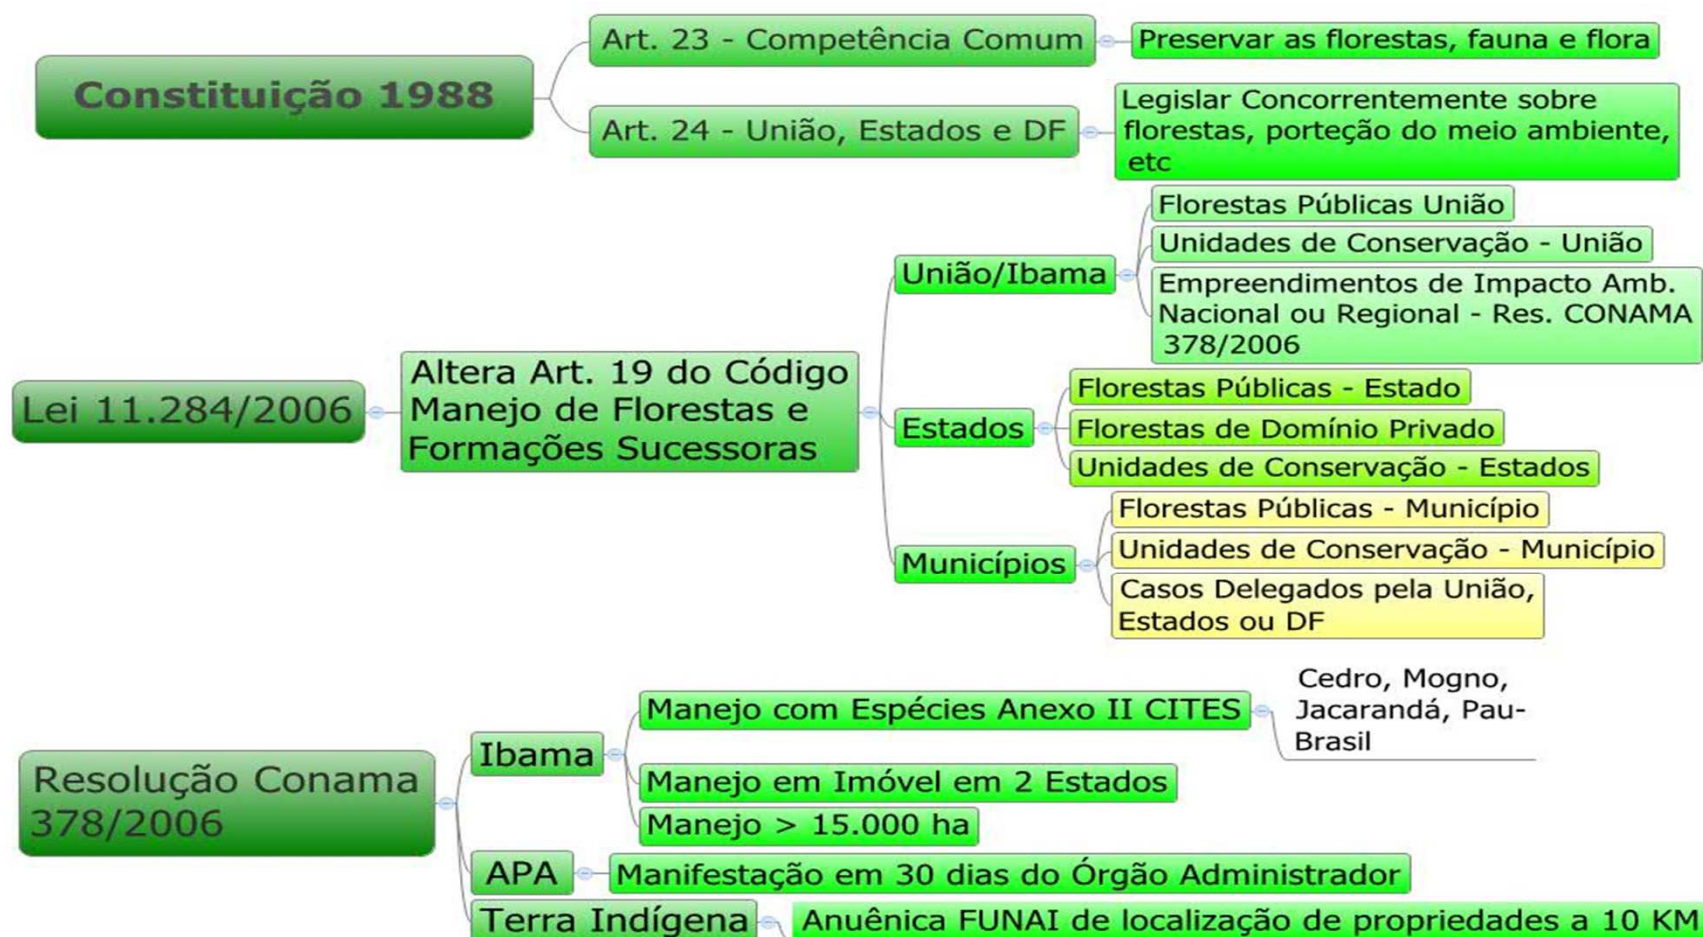 Constituição 1988
Art. 23 - Competência Comum
Preservar as florestas, fauna e flora
Art. 24 - União, Estados e DF
Legislar Concorrentemente sobre
florestas, porteção do meio ambiente,
etc
Lei 11.284/2006
Altera Art. 19 do Código
Manejo de Florestas e
Formações Sucessoras
União/Ibama
Florestas Públicas União
Unidades de Conservação - União
Empreendimentos de Impacto Amb.
Nacional ou Regional - Res. CONAMA
378/2006
Estados
Florestas Públicas - Estado
Florestas de Domínio Privado
Unidades de Conservação - Estados
Municípios
Florestas Públicas - Município
Unidades de Conservação - Município
Casos Delegados pela União,
Estados ou DF
Resolução Conama
378/2006
Ibama
Manejo com Espécies Anexo II CITES
Cedro, Mogno,
Jacarandá, Pau-
Brasil
Manejo em Imóvel em 2 Estados
Manejo > 15.000 ha
APA
Manifestação em 30 dias do Órgão Administrador
Terra Indígena
Anuênica FUNAI de localização de propriedades a 10 KM